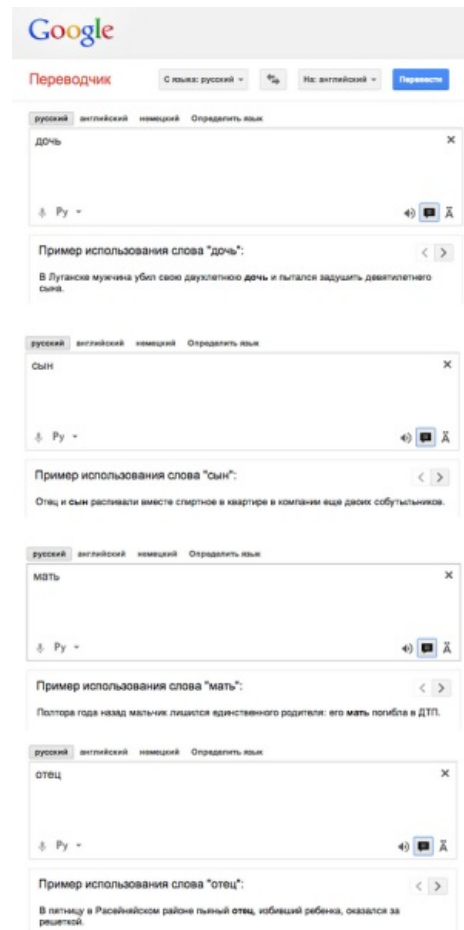 Google
Переводчик
С языка: русский
На: английский
Перевести
русский английский немецкий Определить язык
дочь
Ру
Пример использования слова "дочь":
В Луганске мужчина убил свою двухлетнюю дочь и пытался задушить девятилетнего
сына.
русский английский немецкий Определить язык
сын
Ру
Пример использования слова "сын":
Отец и сын распивали вместе спиртное в квартире в компании еще двоих собутыльников.
русский английский немецкий Определить язык
мать
Ру
Пример использования слова "мать":
Полтора года назад мальчик лишился единственного родителя: его мать погибла в ДТП.
русский английский немецкий Определить язык
отец
Ру
Пример использования слова "отец":
В пятницу в Расейняйском районе пьяный отец, избивший ребенка, оказался за
решеткой.